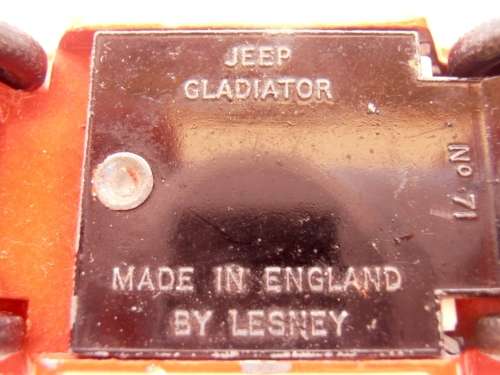 JEEP
GLADIATOR
No 71
MADE IN ENGLAND
BY LESNEY